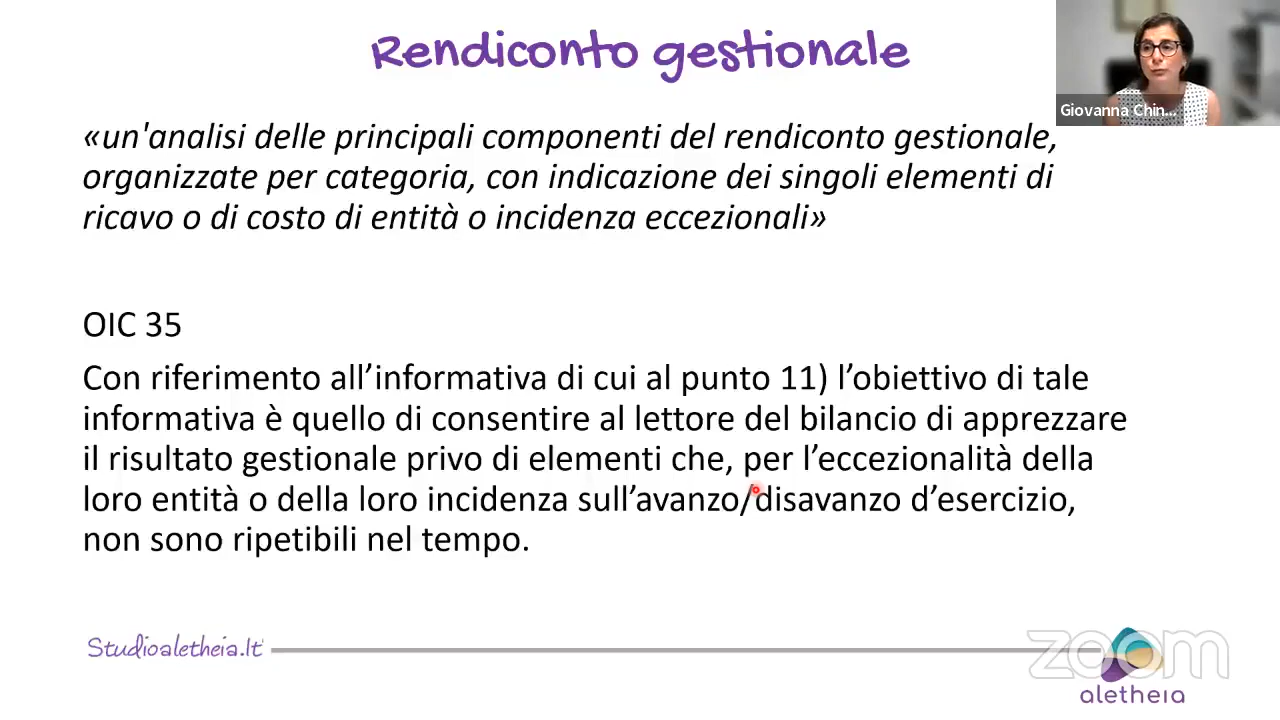 Rendiconto gestionale
Giovanna Chin...
«un'analisi delle principali componenti del rendiconto gestionale,
organizzate per categoria, con indicazione dei singoli elementi di
ricavo o di costo di entità o incidenza eccezionali»
OIC 35
Con riferimento all’informativa di cui al punto 11) l’obiettivo di tale
informativa è quello di consentire al lettore del bilancio di apprezzare
il risultato gestionale privo di elementi che, per l’eccezionalità della
loro entità o della loro incidenza sull’avanzo/disavanzo d’esercizio,
non sono ripetibili nel tempo.
Studioaletheia.It
zoom
aletheia